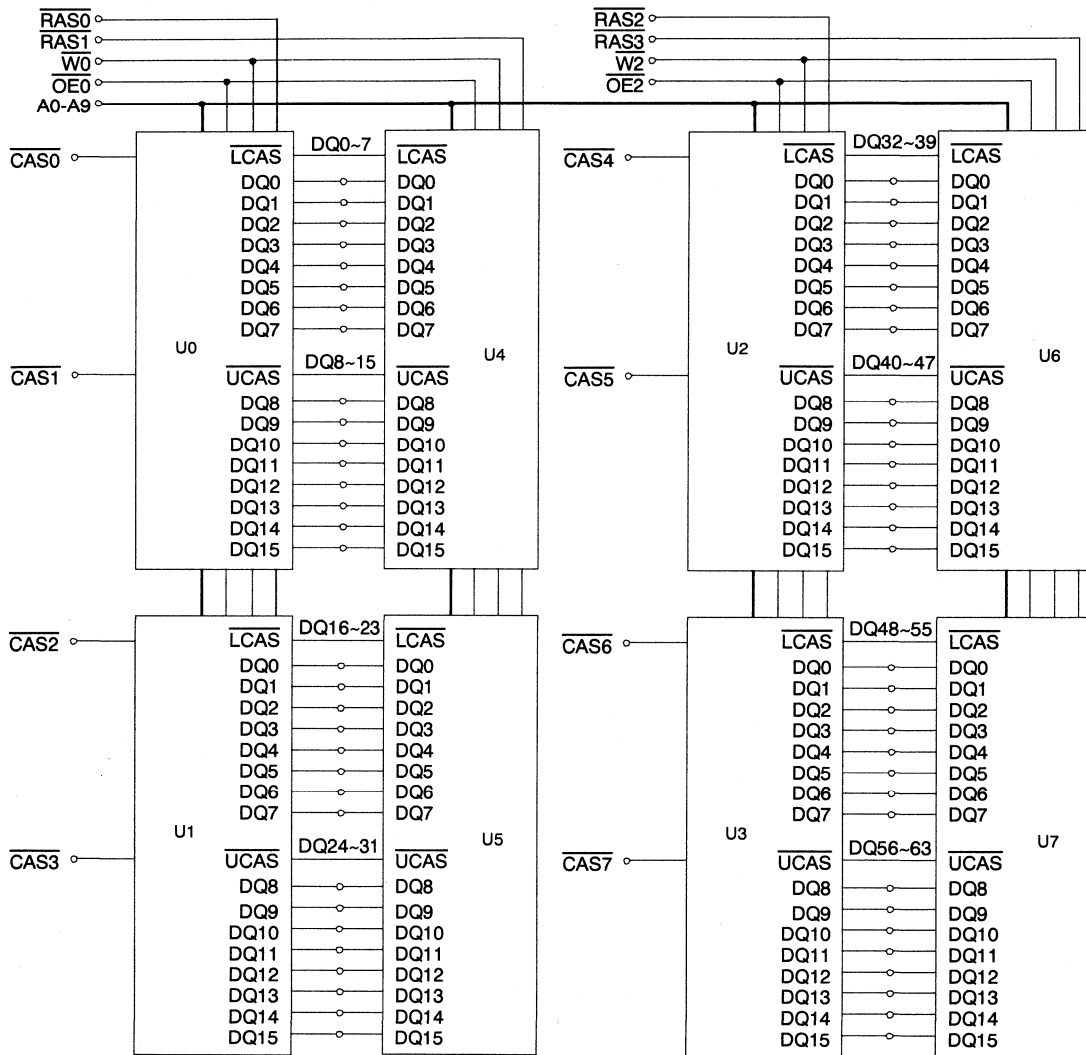 RAS0
RAS1
W0
OE0
A0-A9
RAS2
RAS3
W2
OE2
CAS0
LCAS
DQ0~7
LCAS
DQ0
DQ0
DQ1
DQ1
DQ2
DQ2
DQ3
DQ3
DQ4
DQ4
DQ5
DQ5
DQ6
DQ6
DQ7
DQ7
U0
U4
CAS1
UCAS
DQ8~15
UCAS
DQ8
DQ8
DQ9
DQ9
DQ10
DQ10
DQ11
DQ11
DQ12
DQ12
DQ13
DQ13
DQ14
DQ14
DQ15
DQ15
CAS4
LCAS
DQ32~39
LCAS
DQ0
DQ0
DQ1
DQ1
DQ2
DQ2
DQ3
DQ3
DQ4
DQ4
DQ5
DQ5
DQ6
DQ6
DQ7
DQ7
U2
U6
CAS5
UCAS
DQ40~47
UCAS
DQ8
DQ8
DQ9
DQ9
DQ10
DQ10
DQ11
DQ11
DQ12
DQ12
DQ13
DQ13
DQ14
DQ14
DQ15
DQ15
CAS2
LCAS
DQ16~23
LCAS
DQ0
DQ0
DQ1
DQ1
DQ2
DQ2
DQ3
DQ3
DQ4
DQ4
DQ5
DQ5
DQ6
DQ6
DQ7
DQ7
U1
U5
CAS3
UCAS
DQ24~31
UCAS
DQ8
DQ8
DQ9
DQ9
DQ10
DQ10
DQ11
DQ11
DQ12
DQ12
DQ13
DQ13
DQ14
DQ14
DQ15
DQ15
CAS6
LCAS
DQ48~55
LCAS
DQ0
DQ0
DQ1
DQ1
DQ2
DQ2
DQ3
DQ3
DQ4
DQ4
DQ5
DQ5
DQ6
DQ6
DQ7
DQ7
U3
U7
CAS7
UCAS
DQ56~63
UCAS
DQ8
DQ8
DQ9
DQ9
DQ10
DQ10
DQ11
DQ11
DQ12
DQ12
DQ13
DQ13
DQ14
DQ14
DQ15
DQ15